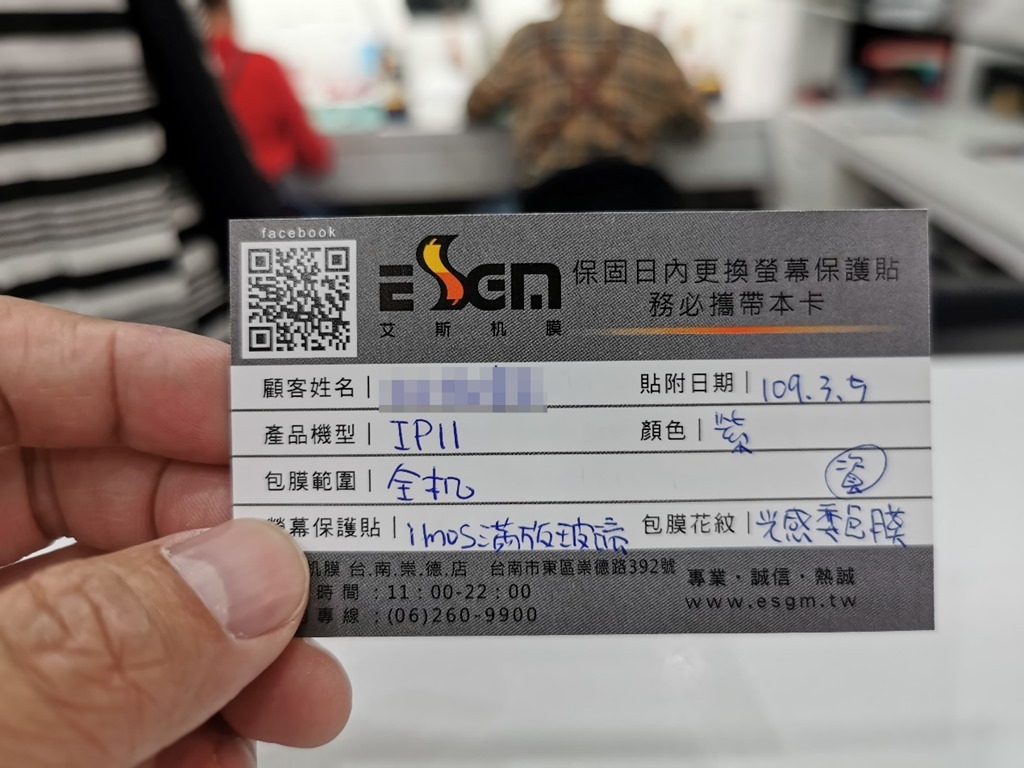 facebook
ESGM
艾斯机膜
保固日內更換螢幕保護貼
務必攜帶本卡
顧客姓名
貼附日期 109.3.5
產品機型 IP11
顏色 紫
包膜範圍 全机
螢幕保護貼 imos滿版玻璃
包膜花紋 光感 包膜
机膜 台.南.崇.德.店 台南市東區崇德路392號
時間:11:00-22:00
專線:(06)260-9900
專業·誠信·熱誠
www.esgm.tw